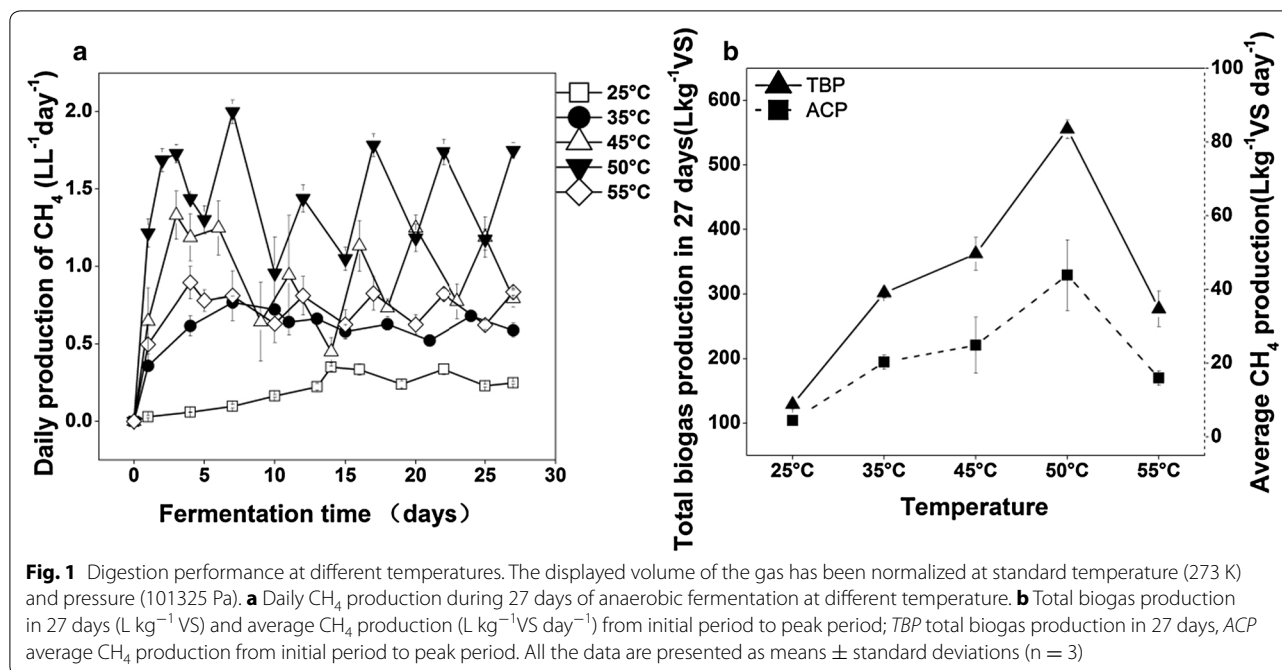 a
Daily production of CH₄ (LL⁻¹day⁻¹)
2.0
1.5
1.0
0.5
0.0
0 5 10 15 20 25 30
Fermentation time （days）
25°C
35°C
45°C
50°C
55°C
b
Total biogas production in 27 days(Lkg⁻¹VS)
600
500
400
300
200
100
TBP
ACP
25°C 35°C 45°C 50°C 55°C
Temperature
100
80
60
40
20
0
Average CH₄ production(Lkg⁻¹VS day⁻¹)
Fig. 1 Digestion performance at different temperatures. The displayed volume of the gas has been normalized at standard temperature (273 K)
and pressure (101325 Pa). a Daily CH₄ production during 27 days of anaerobic fermentation at different temperature. b Total biogas production
in 27 days (L kg⁻¹ VS) and average CH₄ production (L kg⁻¹VS day⁻¹) from initial period to peak period; TBP total biogas production in 27 days, ACP
average CH₄ production from initial period to peak period. All the data are presented as means ± standard deviations (n = 3)